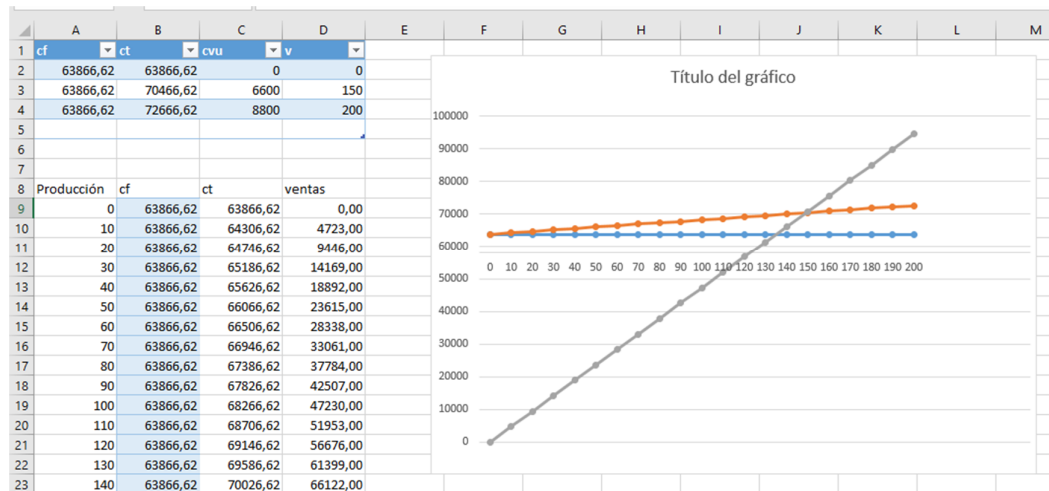 A B C D E F G H I J K L M
1 cf ct cvu v
2 63866,62 63866,62 0 0
3 63866,62 70466,62 6600 150
4 63866,62 72666,62 8800 200
5
6
7
8 Producción cf ct ventas
9 0 63866,62 63866,62 0,00
10 10 63866,62 64306,62 4723,00
11 20 63866,62 64746,62 9446,00
12 30 63866,62 65186,62 14169,00
13 40 63866,62 65626,62 18892,00
14 50 63866,62 66066,62 23615,00
15 60 63866,62 66506,62 28338,00
16 70 63866,62 66946,62 33061,00
17 80 63866,62 67386,62 37784,00
18 90 63866,62 67826,62 42507,00
19 100 63866,62 68266,62 47230,00
20 110 63866,62 68706,62 51953,00
21 120 63866,62 69146,62 56676,00
22 130 63866,62 69586,62 61399,00
23 140 63866,62 70026,62 66122,00
Título del gráfico
100000
90000
80000
70000
60000
0 10 20 30 40 50 60 70 80 90 100 110 120 130 140 150 160 170 180 190 200
50000
40000
30000
20000
10000
0